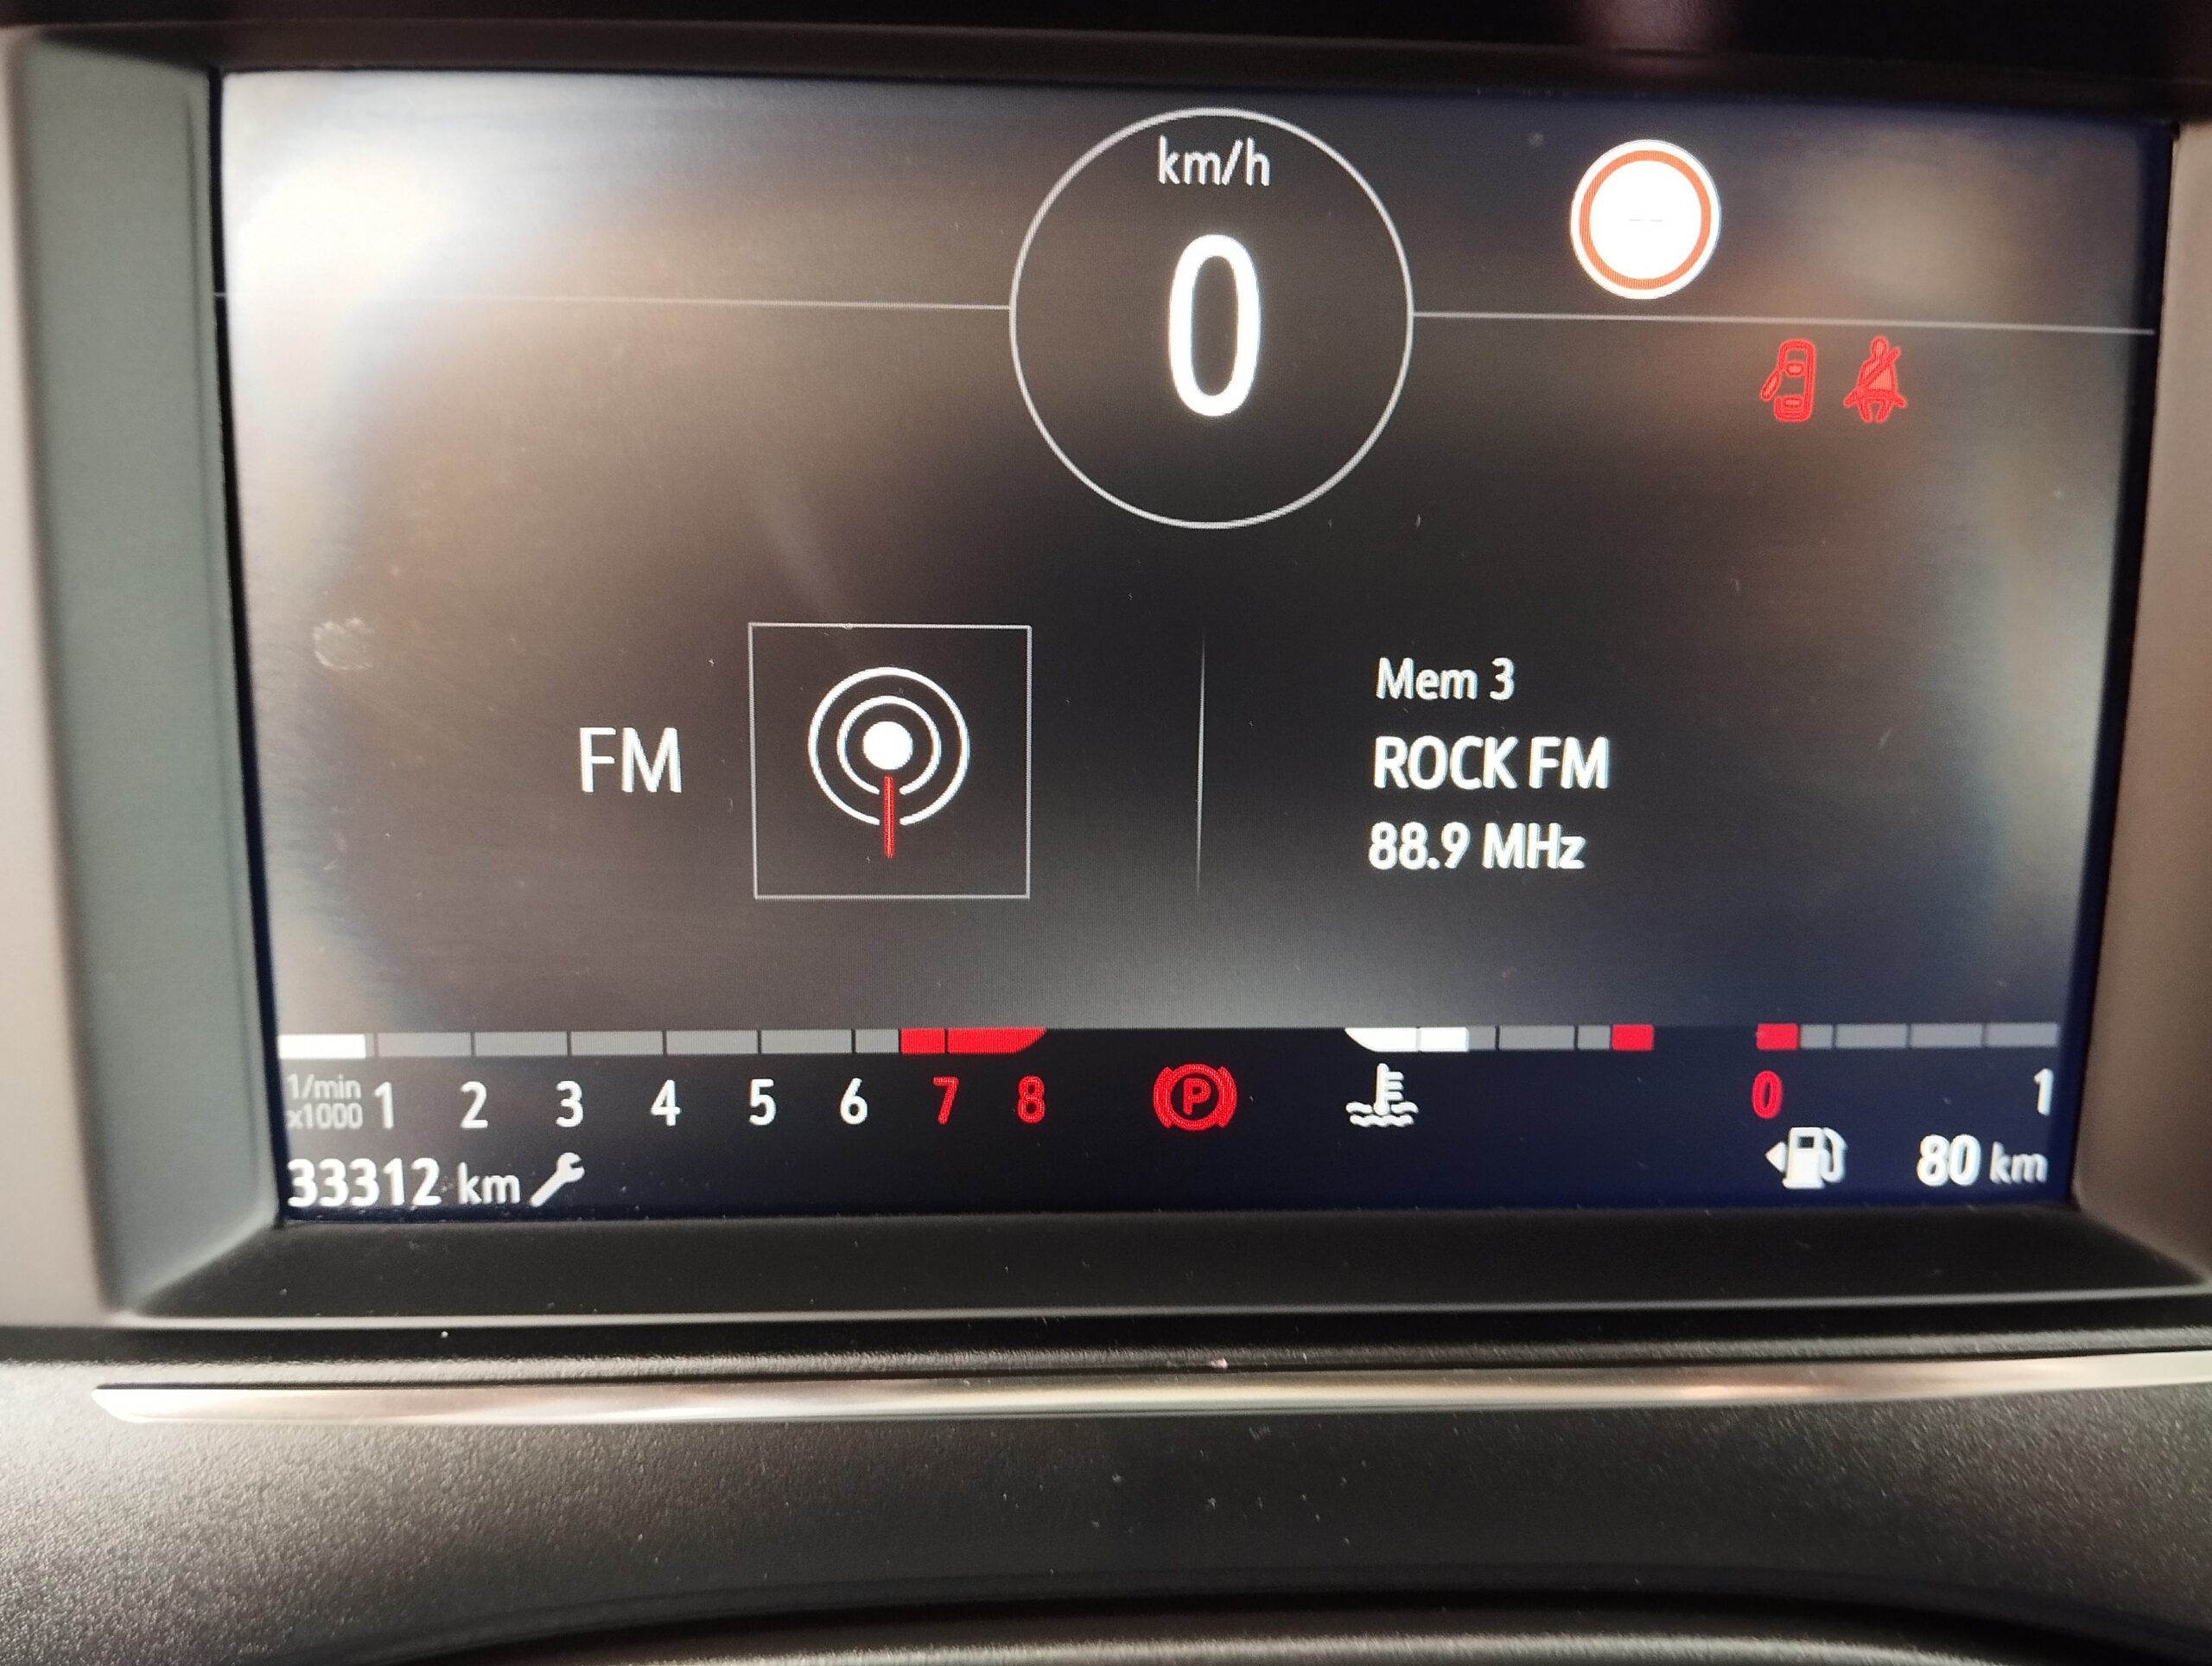 km/h
0
--
FM
Mem 3
ROCK FM
88.9 MHz
1/min
x1000 1 2 3 4 5 6 7 8
P
0 1
33312 km
80 km